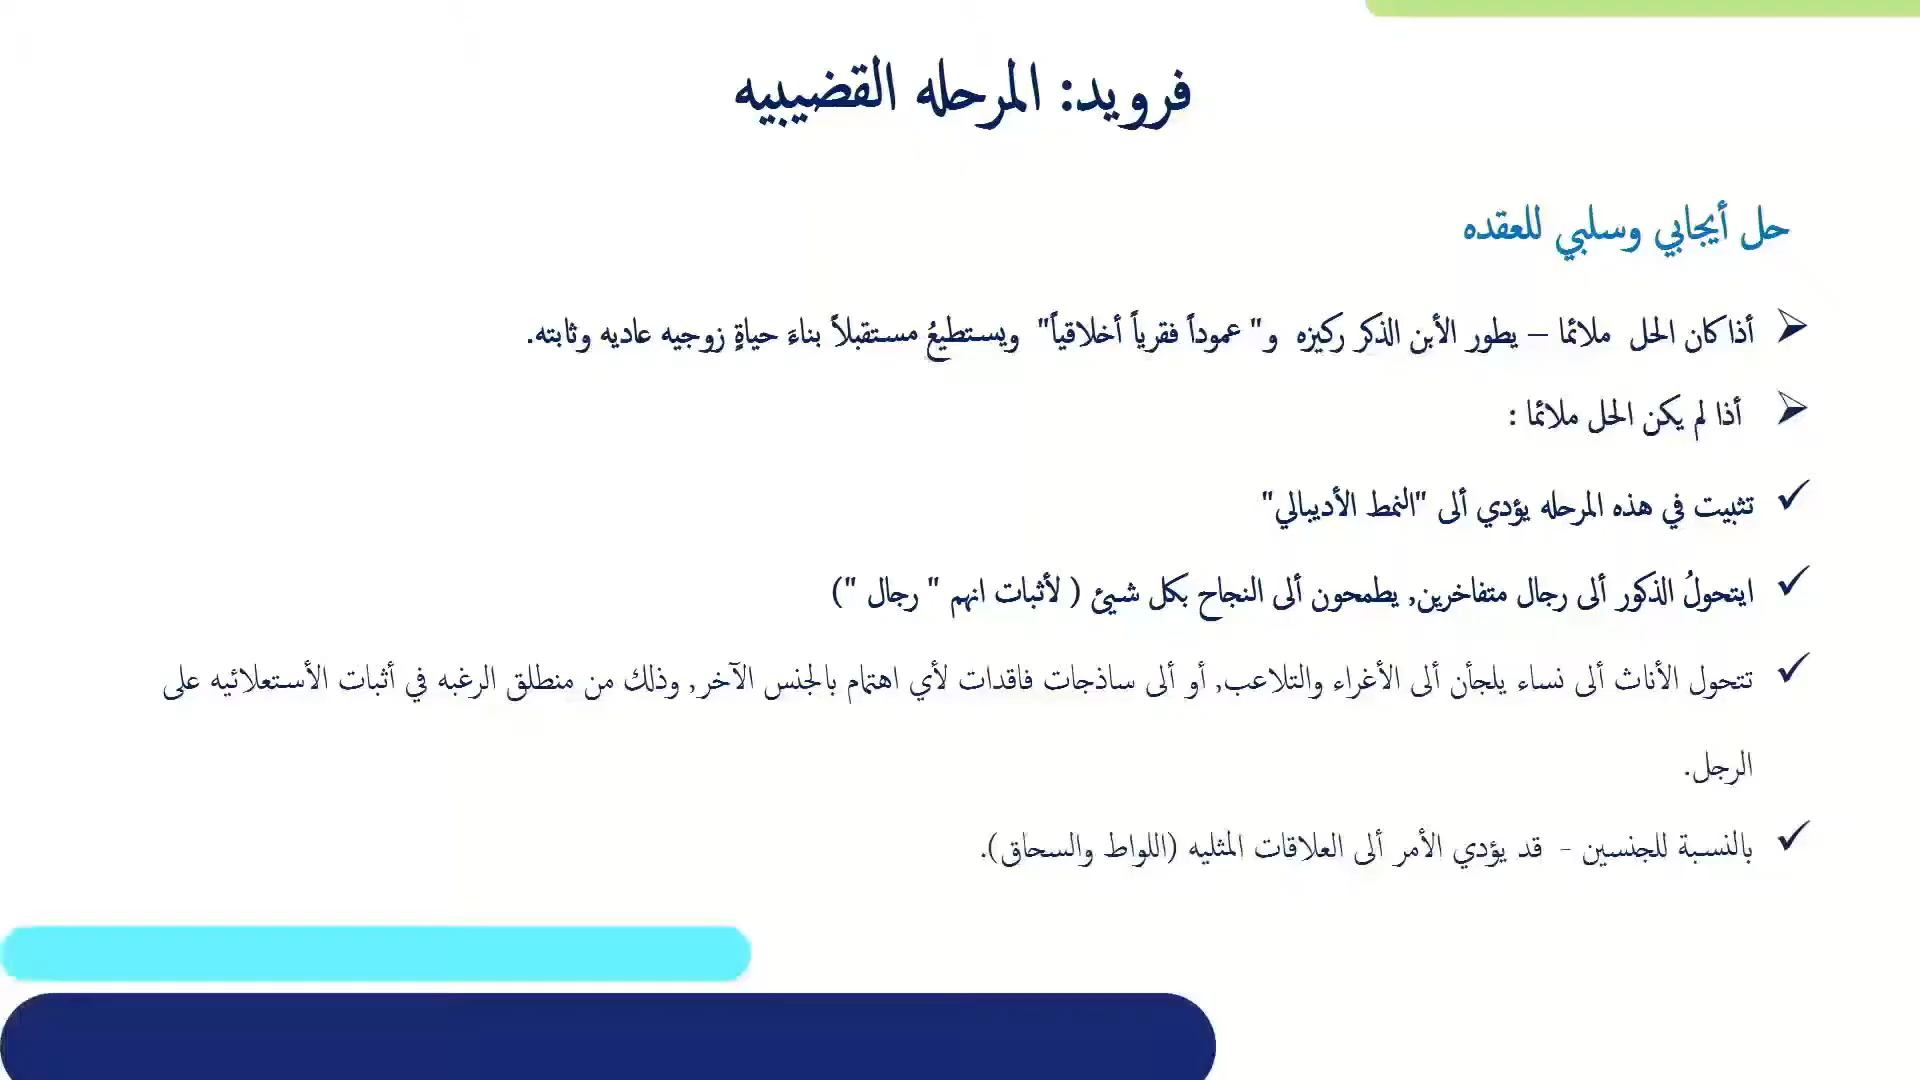 فرويد: المرحله القضيبيه
حل أيجابي وسلبي للعقده
أذا كان الحل ملائما – يطور الأبن الذكر ركيزه و" عموداً فقرياً أخلاقياً" ويستطيعُ مستقبلاً بناءَ حياةٍ زوجيه عاديه وثابته.
أذا لم يكن الحل ملائما :
تثبيت في هذه المرحله يؤدي ألى "النمط الأديبالي"
ايتحولُ الذكور ألى رجال متفاخرين, يطمحون ألى النجاح بكل شيئ ( لأثبات انهم " رجال ")
تتحول الأناث ألى نساء يلجأن ألى الأغراء والتلاعب, أو ألى ساذجات فاقدات لأي اهتمام بالجنس الآخر, وذلك من منطلق الرغبه في أثبات الأستعلائيه على
الرجل.
بالنسبة للجنسين - قد يؤدي الأمر ألى العلاقات المثليه (اللواط والسحاق).